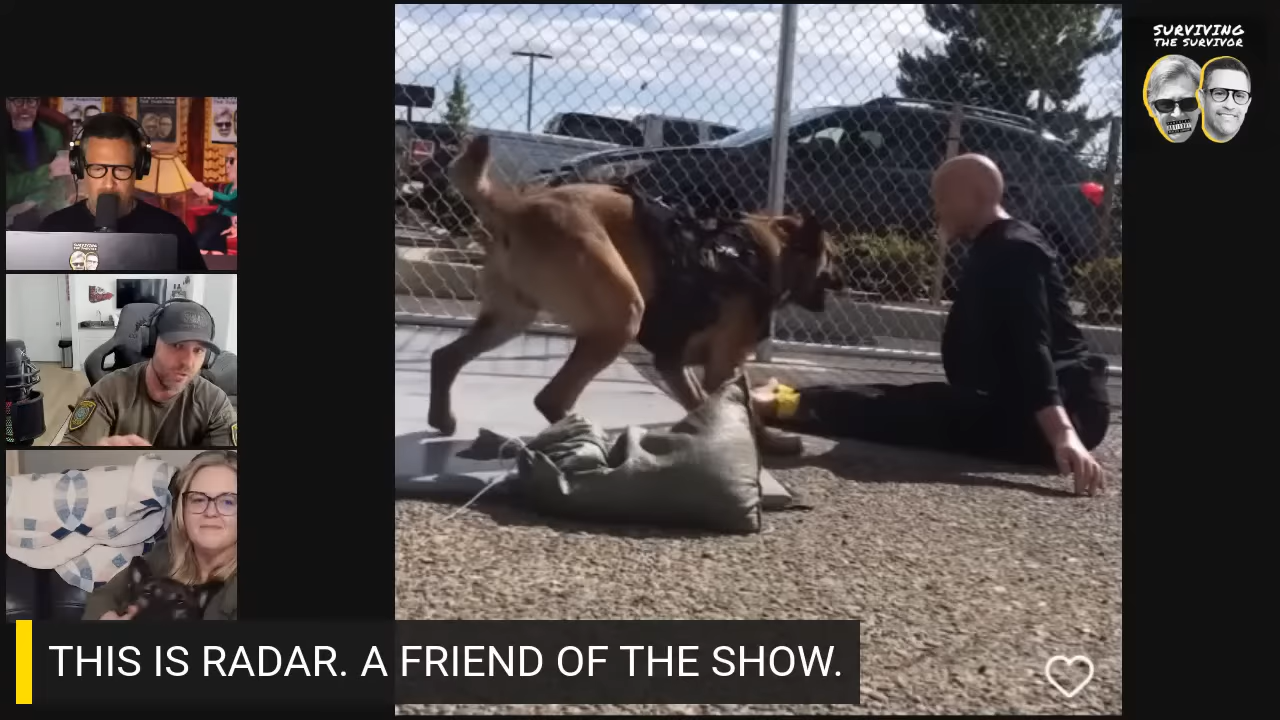 SURVIVING
THE SURVIVOR
THIS IS RADAR. A FRIEND OF THE SHOW.